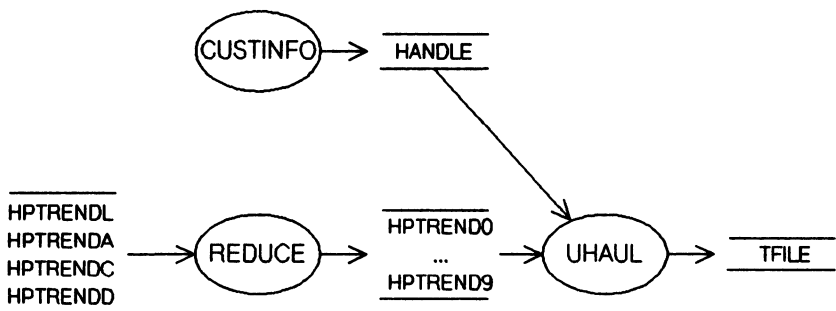 CUSTINFO
HANDLE
HPTRENDL
HPTRENDA
HPTRENDC
HPTRENDD
REDUCE
HPTREND0
...
HPTREND9
UHAUL
TFILE